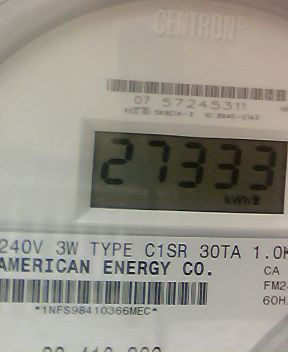 CENTRON®
07 57245311
27333
kWh
240V 3W TYPE C1SR 30TA 1.0K
AMERICAN ENERGY CO.
CA
FM2
60H
*1NFS98410366MEC*